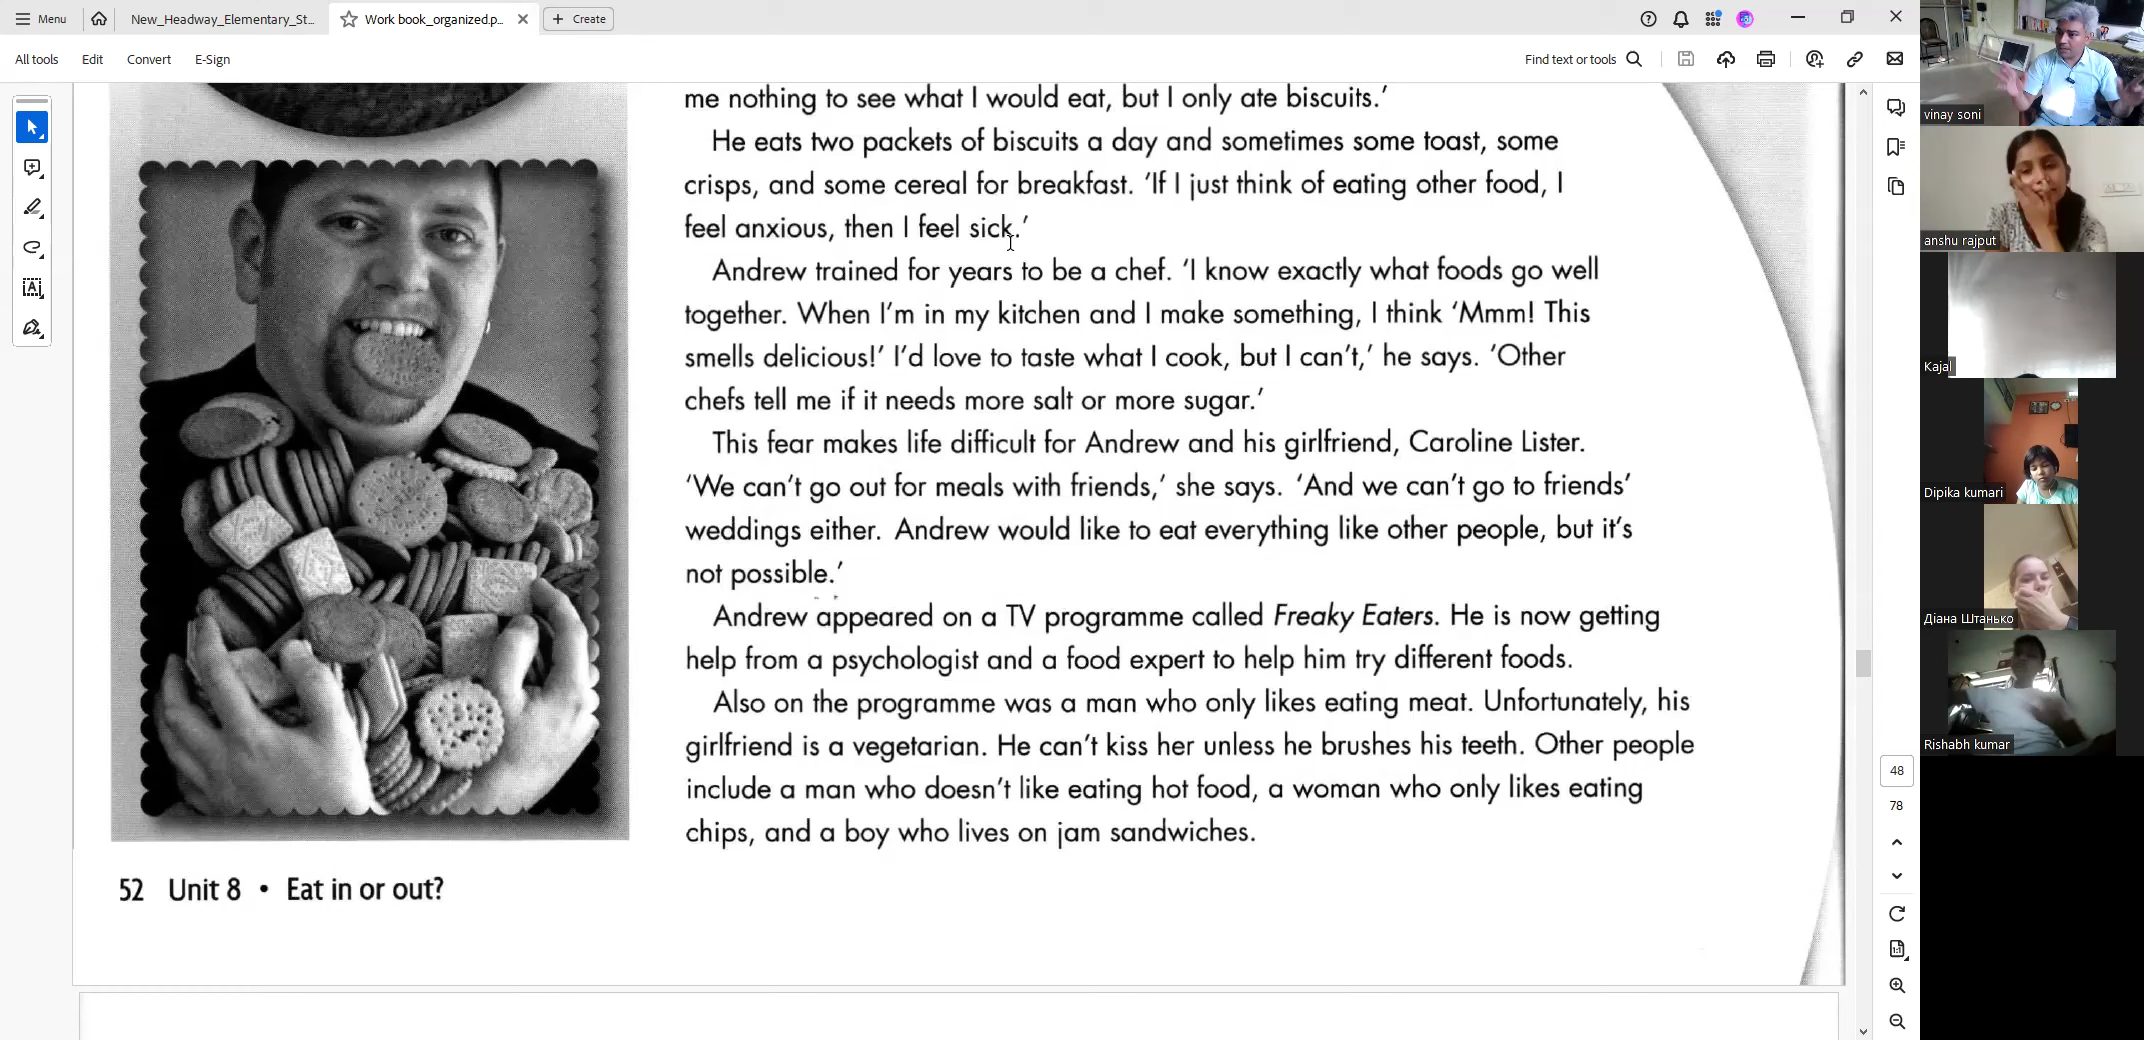 Menu
New_Headway_Elementary_St...
Work book_organized.p...
Create
All tools
Edit
Convert
E-Sign
Find text or tools
me nothing to see what I would eat, but I only ate biscuits.’
He eats two packets of biscuits a day and sometimes some toast, some
crisps, and some cereal for breakfast. ‘If I just think of eating other food, I
feel anxious, then I feel sick.’
Andrew trained for years to be a chef. ‘I know exactly what foods go well
together. When I’m in my kitchen and I make something, I think ‘Mmm! This
smells delicious!’ I’d love to taste what I cook, but I can’t,’ he says. ‘Other
chefs tell me if it needs more salt or more sugar.’
This fear makes life difficult for Andrew and his girlfriend, Caroline Lister.
‘We can’t go out for meals with friends,’ she says. ‘And we can’t go to friends’
weddings either. Andrew would like to eat everything like other people, but it’s
not possible.’
Andrew appeared on a TV programme called Freaky Eaters. He is now getting
help from a psychologist and a food expert to help him try different foods.
Also on the programme was a man who only likes eating meat. Unfortunately, his
girlfriend is a vegetarian. He can’t kiss her unless he brushes his teeth. Other people
include a man who doesn’t like eating hot food, a woman who only likes eating
chips, and a boy who lives on jam sandwiches.
52 Unit 8 • Eat in or out?
48
78
vinay soni
anshu rajput
Kajal
Dipika kumari
Діана Штанько
Rishabh kumar